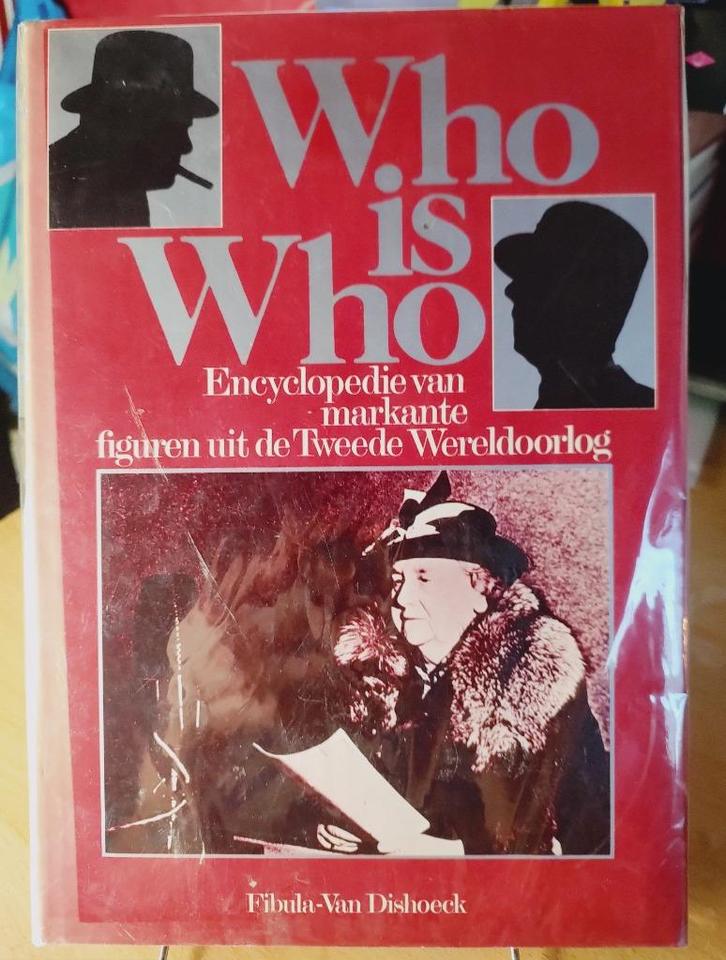 Who
is
Who
Encyclopedie van
markante
figuren uit de Tweede Wereldoorlog
Fibula-Van Dishoeck